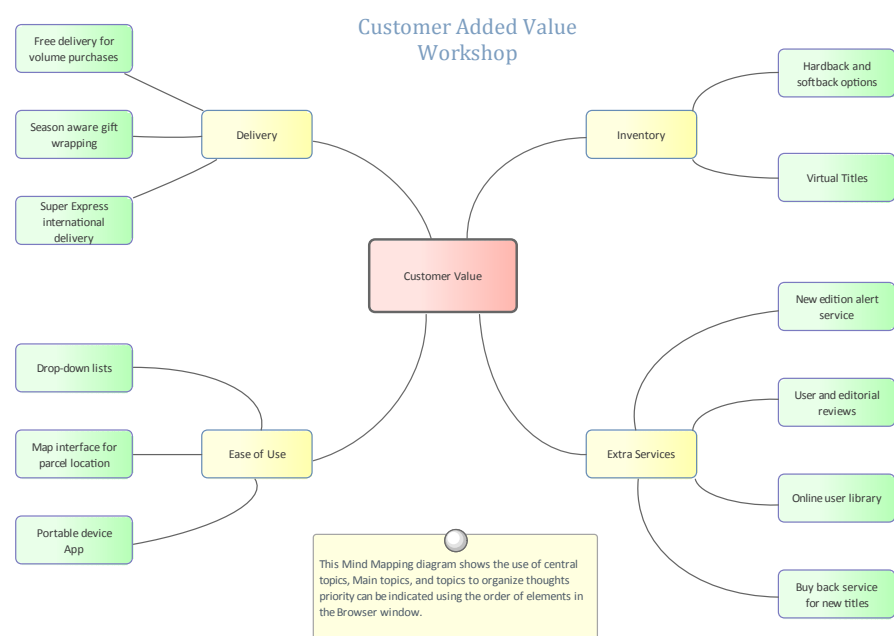 Customer Added Value
Workshop
Free delivery for
volume purchases
Season aware gift
wrapping
Super Express
international
delivery
Delivery
Inventory
Hardback and
softback options
Virtual Titles
Customer Value
Drop-down lists
Map interface for
parcel location
Portable device
App
Ease of Use
Extra Services
New edition alert
service
User and editorial
reviews
Online user library
Buy back service
for new titles
This Mind Mapping diagram shows the use of central
topics, Main topics, and topics to organize thoughts
priority can be indicated using the order of elements in
the Browser window.